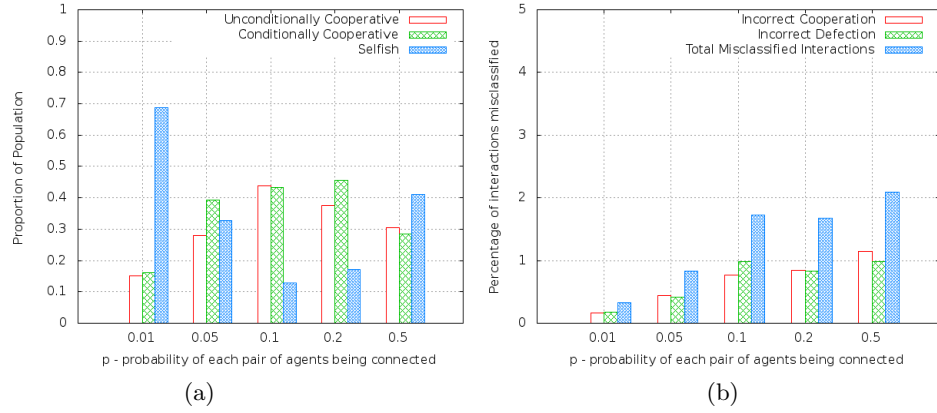 Unconditionally Cooperative
Conditionally Cooperative
Selfish
1
0.9
0.8
0.7
0.6
0.5
0.4
0.3
0.2
0.1
0
Proportion of Population
0.01 0.05 0.1 0.2 0.5
p - probability of each pair of agents being connected
(a)
Incorrect Cooperation
Incorrect Defection
Total Misclassified Interactions
5
4
3
2
1
0
Percentage of interactions misclassified
0.01 0.05 0.1 0.2 0.5
p - probability of each pair of agents being connected
(b)